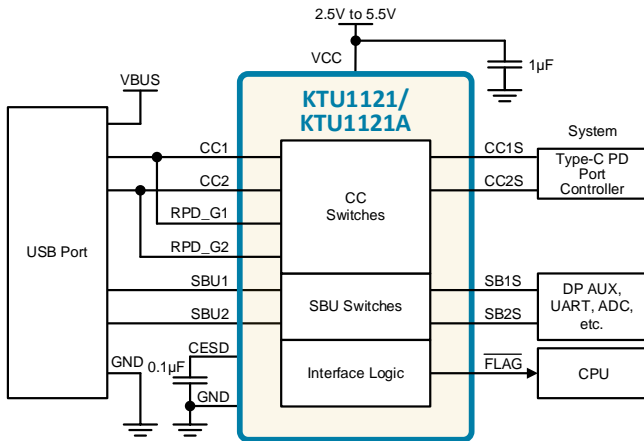 2.5V to 5.5V
VCC
1µF
VBUS
KTU1121/
KTU1121A
System
CC1
CC1S
Type-C PD
Port
Controller
CC2
CC2S
CC
Switches
RPD_G1
RPD_G2
USB Port
SBU1
SB1S
DP AUX,
UART, ADC,
etc.
SBU Switches
SBU2
SB2S
CESD
GND
0.1µF
Interface Logic
FLAG
CPU
GND